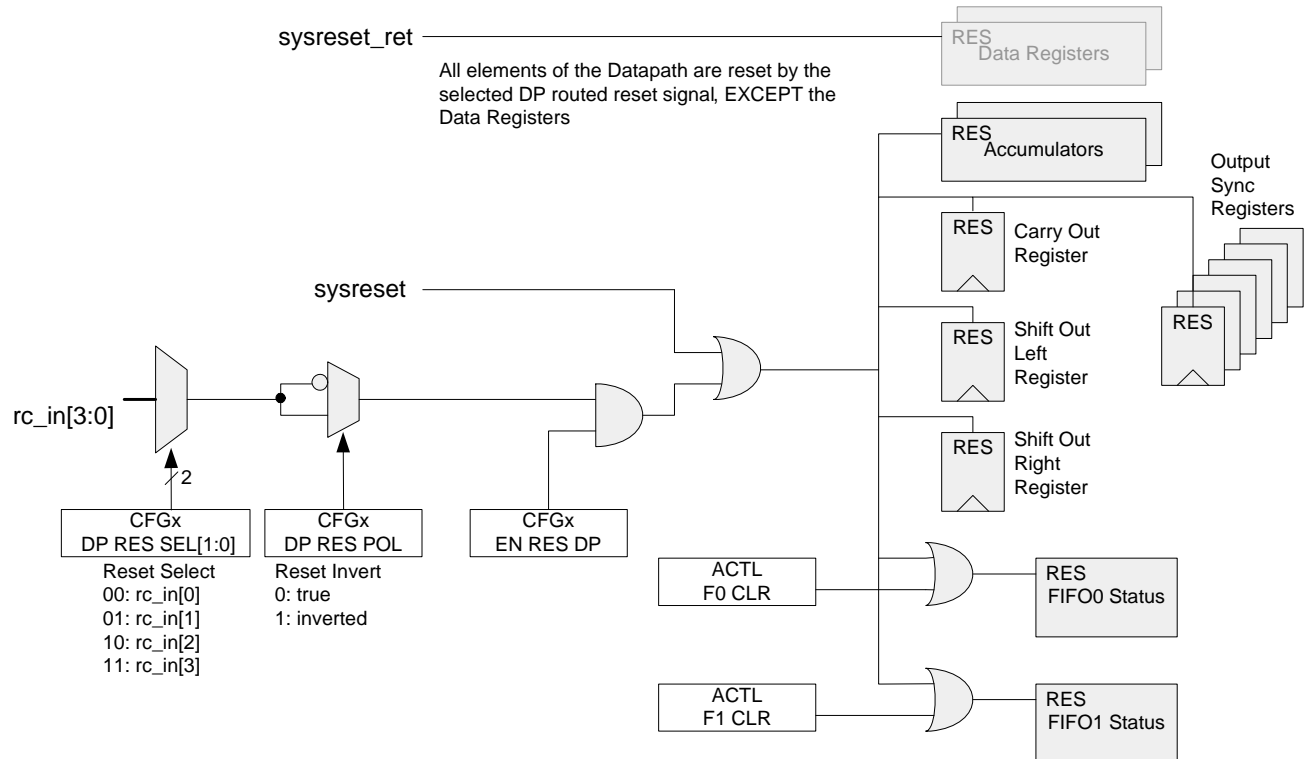 sysreset_ret
RES
Data Registers
All elements of the Datapath are reset by the
selected DP routed reset signal, EXCEPT the
Data Registers
RES
Accumulators
Output
Sync
Registers
RES
Carry Out
Register
sysreset
RES
Shift Out
Left
Register
RES
rc_in[3:0]
RES
Shift Out
Right
Register
2
CFGx
DP RES SEL[1:0]
CFGx
DP RES POL
CFGx
EN RES DP
Reset Select
00: rc_in[0]
01: rc_in[1]
10: rc_in[2]
11: rc_in[3]
Reset Invert
0: true
1: inverted
ACTL
F0 CLR
RES
FIFO0 Status
ACTL
F1 CLR
RES
FIFO1 Status